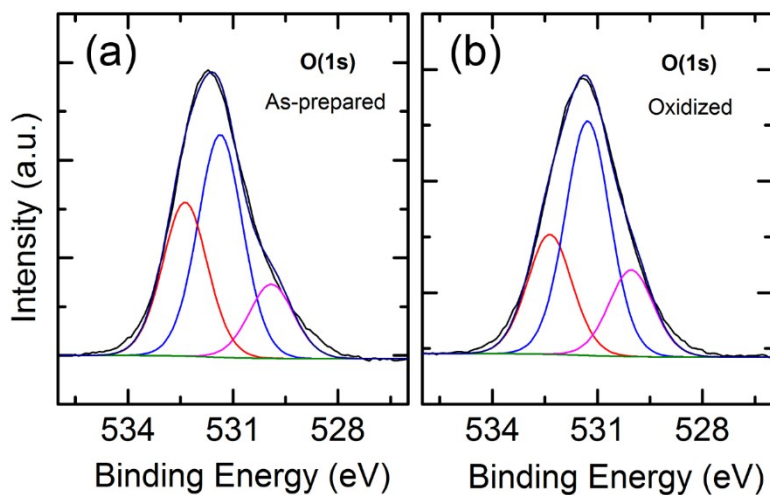 (a)
O(1s)
As-prepared
(b)
O(1s)
Oxidized
Intensity (a.u.)
534 531 528
534 531 528
Binding Energy (eV)
Binding Energy (eV)